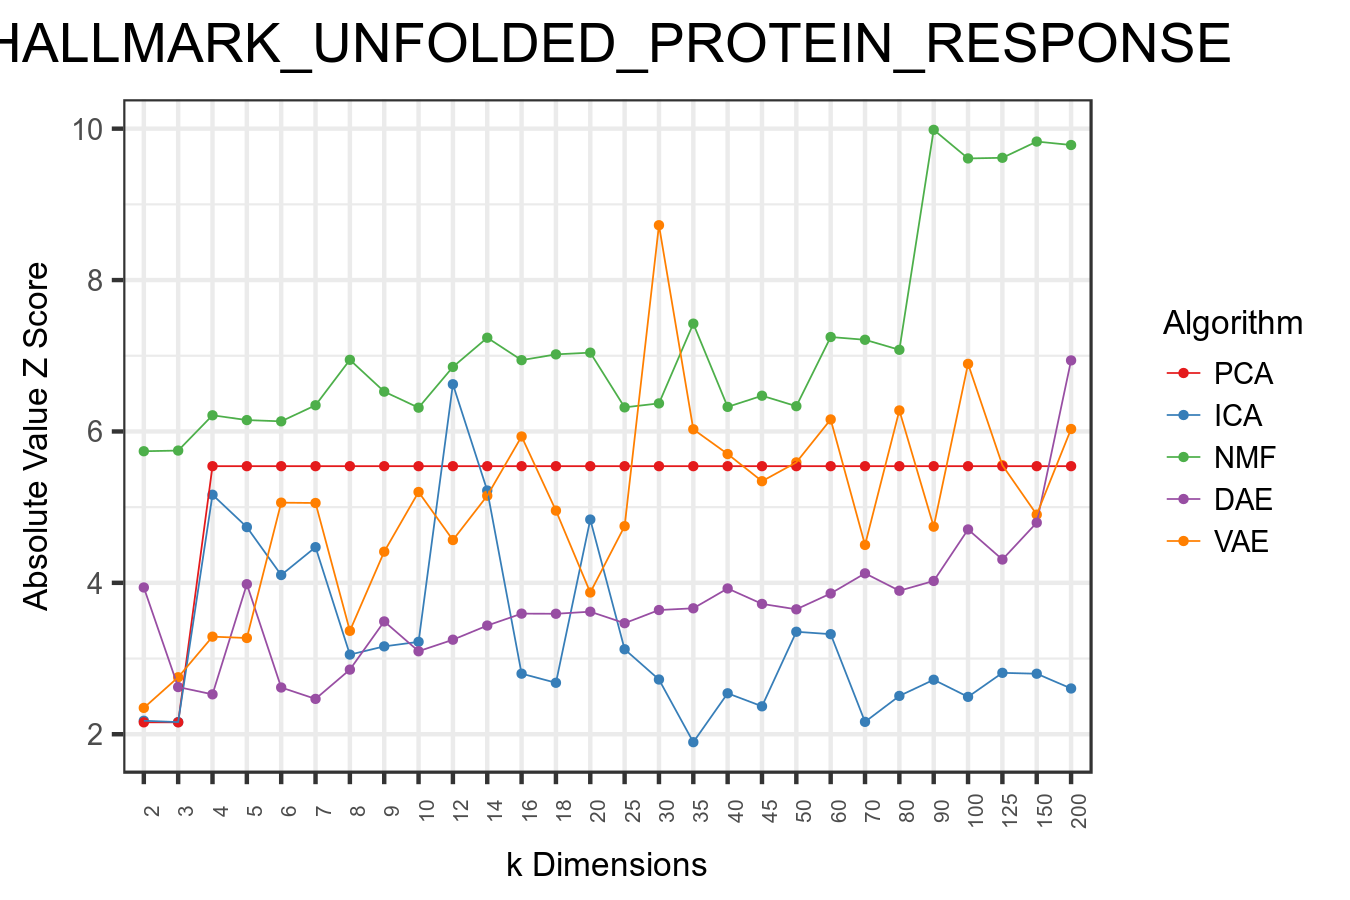 HALLMARK_UNFOLDED_PROTEIN_RESPONSE
Absolute Value Z Score
10
8
6
4
2
2 3 4 5 6 7 8 9 10 12 14 16 18 20 25 30 35 40 45 50 60 70 80 90 100 125 150 200
k Dimensions
Algorithm
PCA
ICA
NMF
DAE
VAE